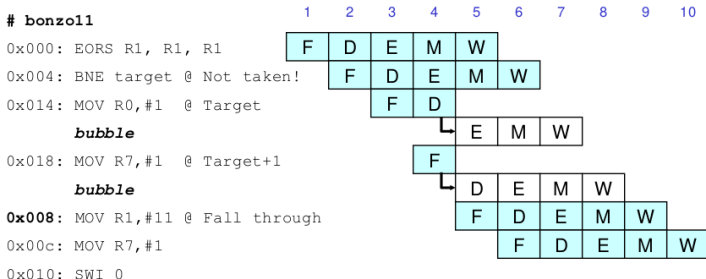 1 2 3 4 5 6 7 8 9 10
# bonzo11
0x000: EORS R1, R1, R1 F D E M W
0x004: BNE target @ Not taken! F D E M W
0x014: MOV R0,#1 @ Target F D
bubble E M W
0x018: MOV R7,#1 @ Target+1 F
bubble D E M W
0x008: MOV R1,#11 @ Fall through F D E M W
0x00c: MOV R7,#1 F D E M W
0x010: SWI 0